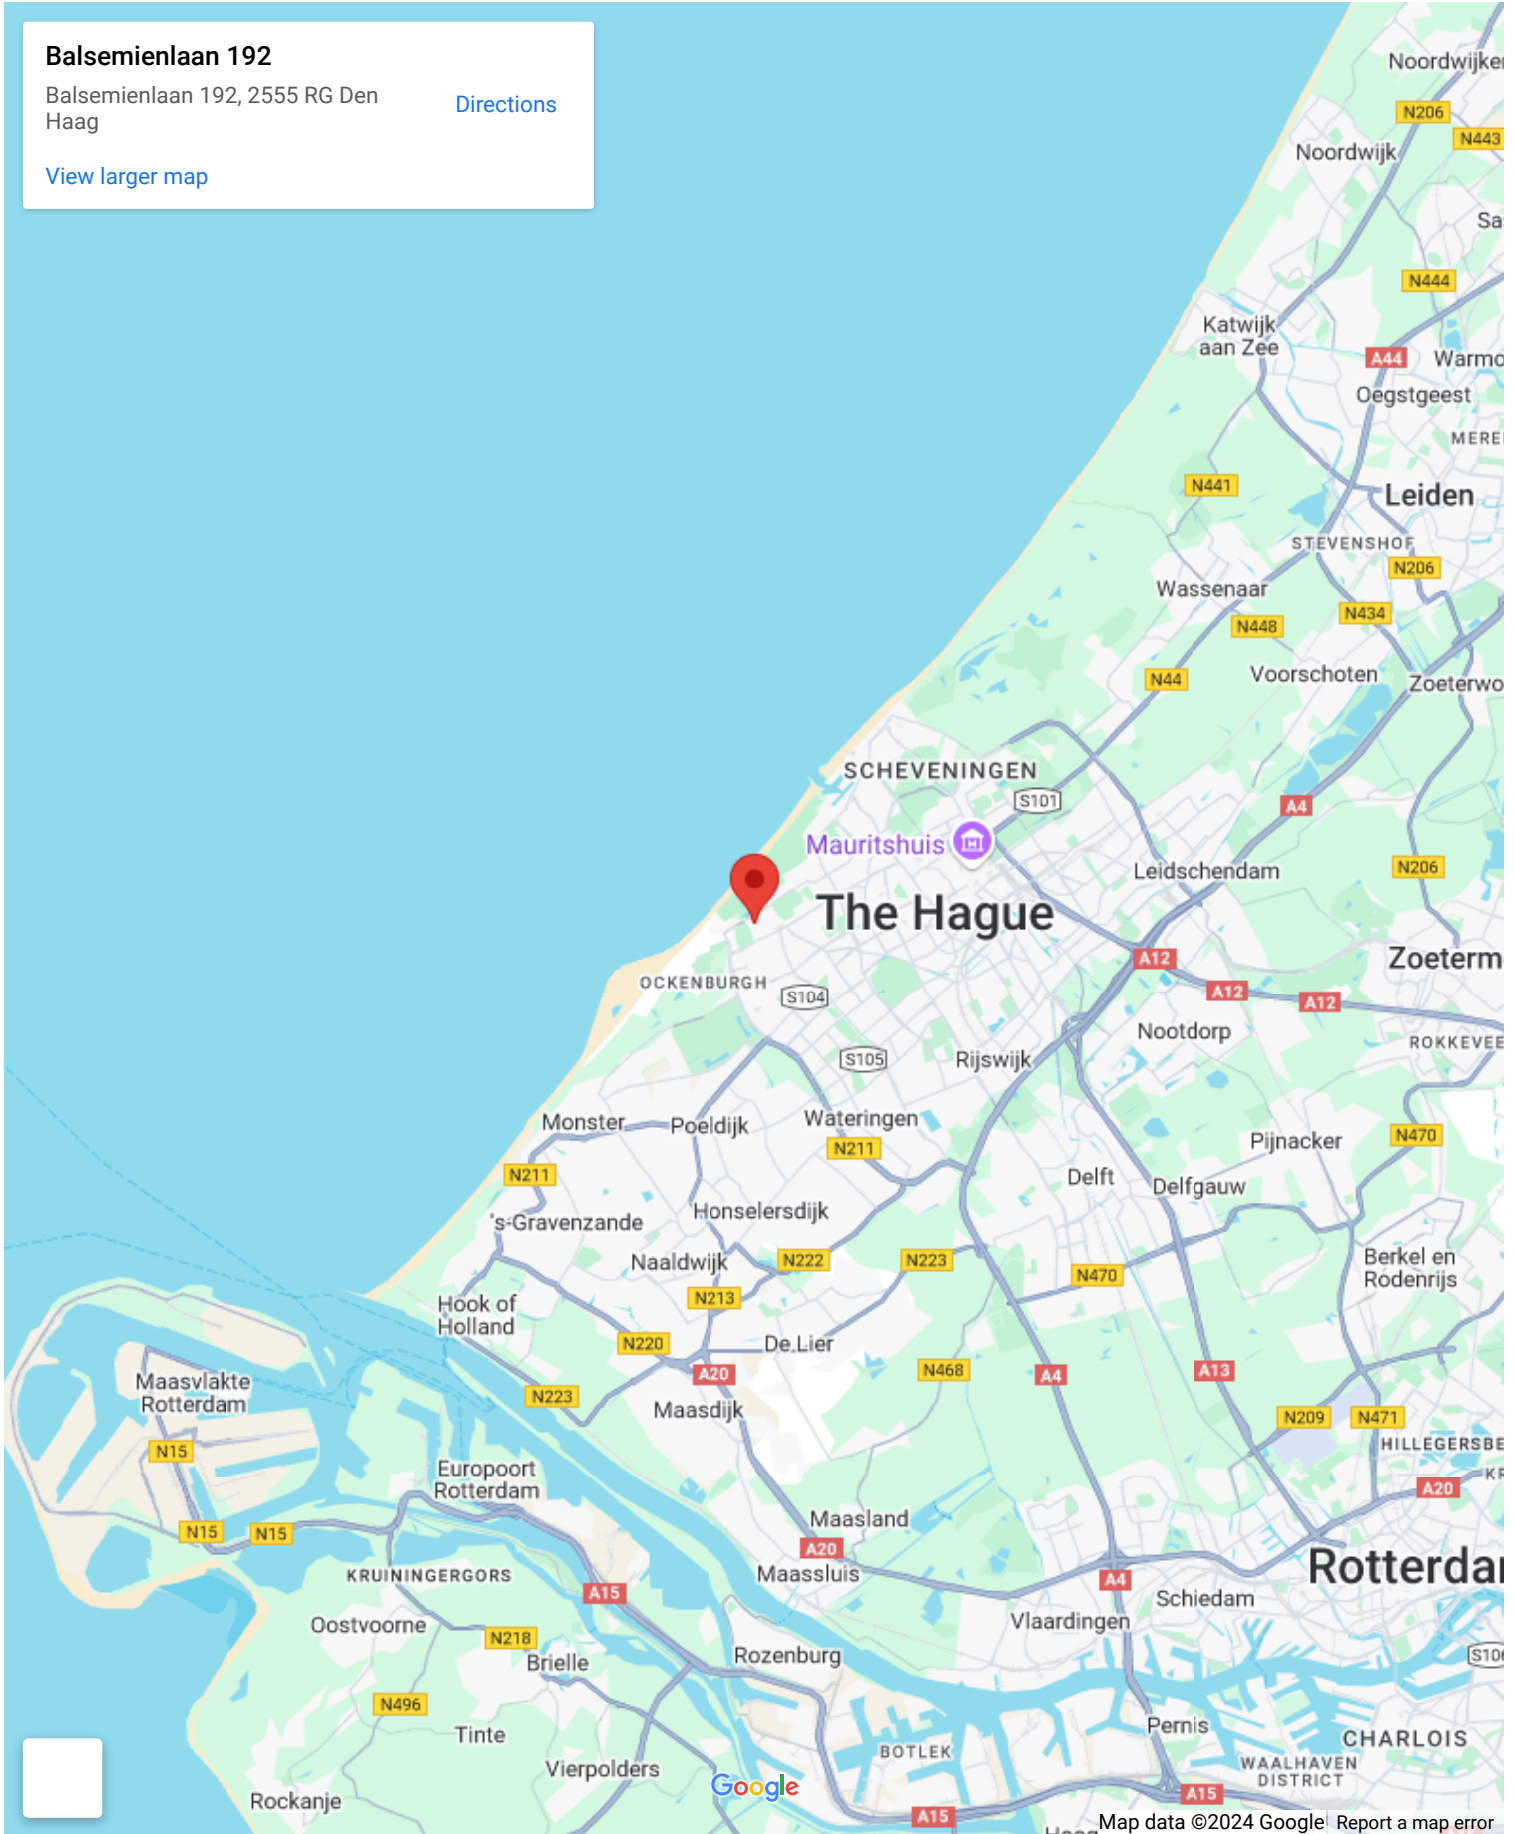 Balsemienlaan 192
Balsemienlaan 192, 2555 RG Den
Haag
Directions
View larger map
N206
N443
Noordwijk
N444
Katwijk
aan Zee
A44
Oegstgeest
N441
Leiden
STEVENSHOF
N206
Wassenaar
N434
N448
N44
Voorschoten
SCHEVENINGEN
S101
A4
Mauritshuis
Leidschendam
N206
The Hague
A12
OCKENBURGH
S104
A12
A12
Nootdorp
S105
Rijswijk
Monster
Poeldijk
Wateringen
N211
Pijnacker
N470
N211
Delft
Delfgauw
's-Gravenzande
Honselersdijk
Naaldwijk
N222
N223
N470
Berkel en
Rodenrijs
Hook of
Holland
N213
N220
De Lier
A20
N468
A4
A13
Maasvlakte
Rotterdam
N223
Maasdijk
N209
N471
N15
Europoort
Rotterdam
A20
Maasland
N15
N15
A20
KRUININGERGORS
Maassluis
A15
A4
Schiedam
Oostvoorne
Vlaardingen
N218
Brielle
Rozenburg
N496
Tinte
Pernis
CHARLOIS
BOTLEK
WAALHAVEN
DISTRICT
Vierpolders
Google
Rockanje
A15
A15
Map data ©2024 Google
Report a map error